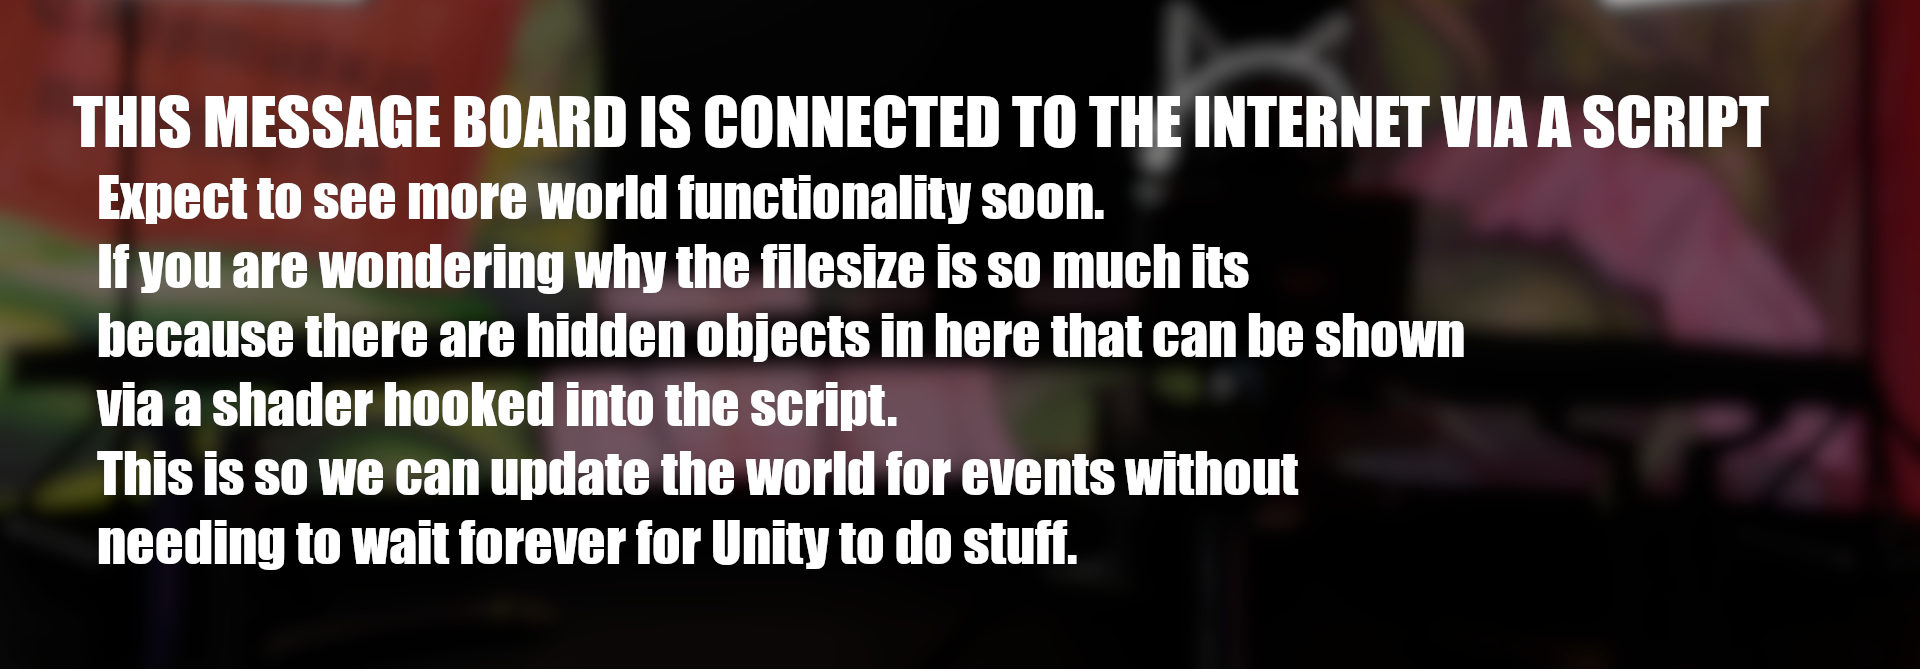 THIS MESSAGE BOARD IS CONNECTED TO THE INTERNET VIA A SCRIPT
Expect to see more world functionality soon.
If you are wondering why the filesize is so much its
because there are hidden objects in here that can be shown
via a shader hooked into the script.
This is so we can update the world for events without
needing to wait forever for Unity to do stuff.